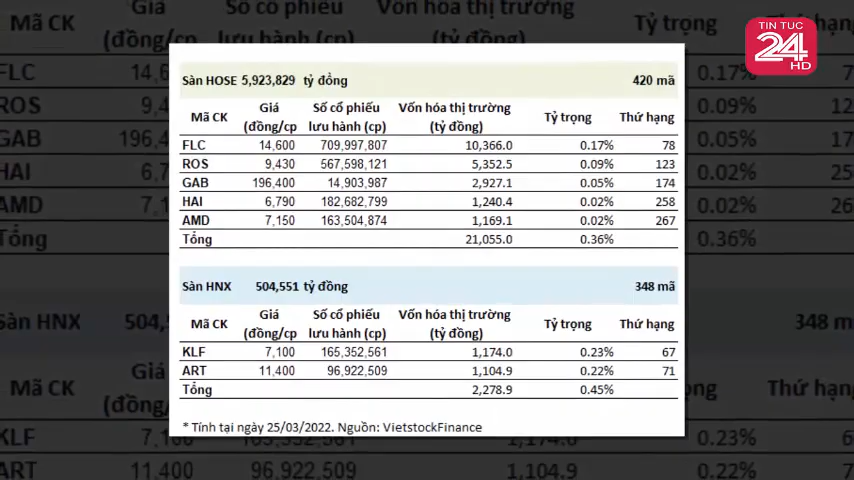 TIN TUC
24
HD
Sàn HOSE 5,923,829 tỷ đồng 420 mã
Mã CK Giá (đồng/cp Số cổ phiếu lưu hành (cp) Vốn hóa thị trường (tỷ đồng) Tỷ trọng Thứ hạng
FLC 14,600 709,997,807 10,366.0 0.17% 78
ROS 9,430 567,598,121 5,352.5 0.09% 123
GAB 196,400 14,903,987 2,927.1 0.05% 174
HAI 6,790 182,682,799 1,240.4 0.02% 258
AMD 7,150 163,504,874 1,169.1 0.02% 267
Tổng 21,055.0 0.36%
Sàn HNX 504,551 tỷ đồng 348 mã
Mã CK Giá (đồng/cp Số cổ phiếu lưu hành (cp) Vốn hóa thị trường (tỷ đồng) Tỷ trọng Thứ hạng
KLF 7,100 165,352,561 1,174.0 0.23% 67
ART 11,400 96,922,509 1,104.9 0.22% 71
Tổng 2,278.9 0.45%
* Tính tại ngày 25/03/2022. Nguồn: VietstockFinance